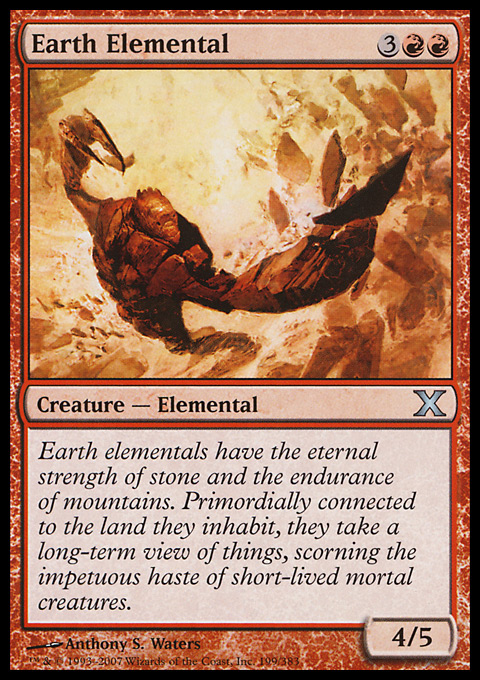 Earth Elemental 3
Creature — Elemental X
Earth elementals have the eternal
strength of stone and the endurance
of mountains. Primordially connected
to the land they inhabit, they take a
long-term view of things, scorning the
impetuous haste of short-lived mortal
creatures.
Anthony S. Waters
4/5
™ & © 1993–2007 Wizards of the Coast, Inc. 199/383